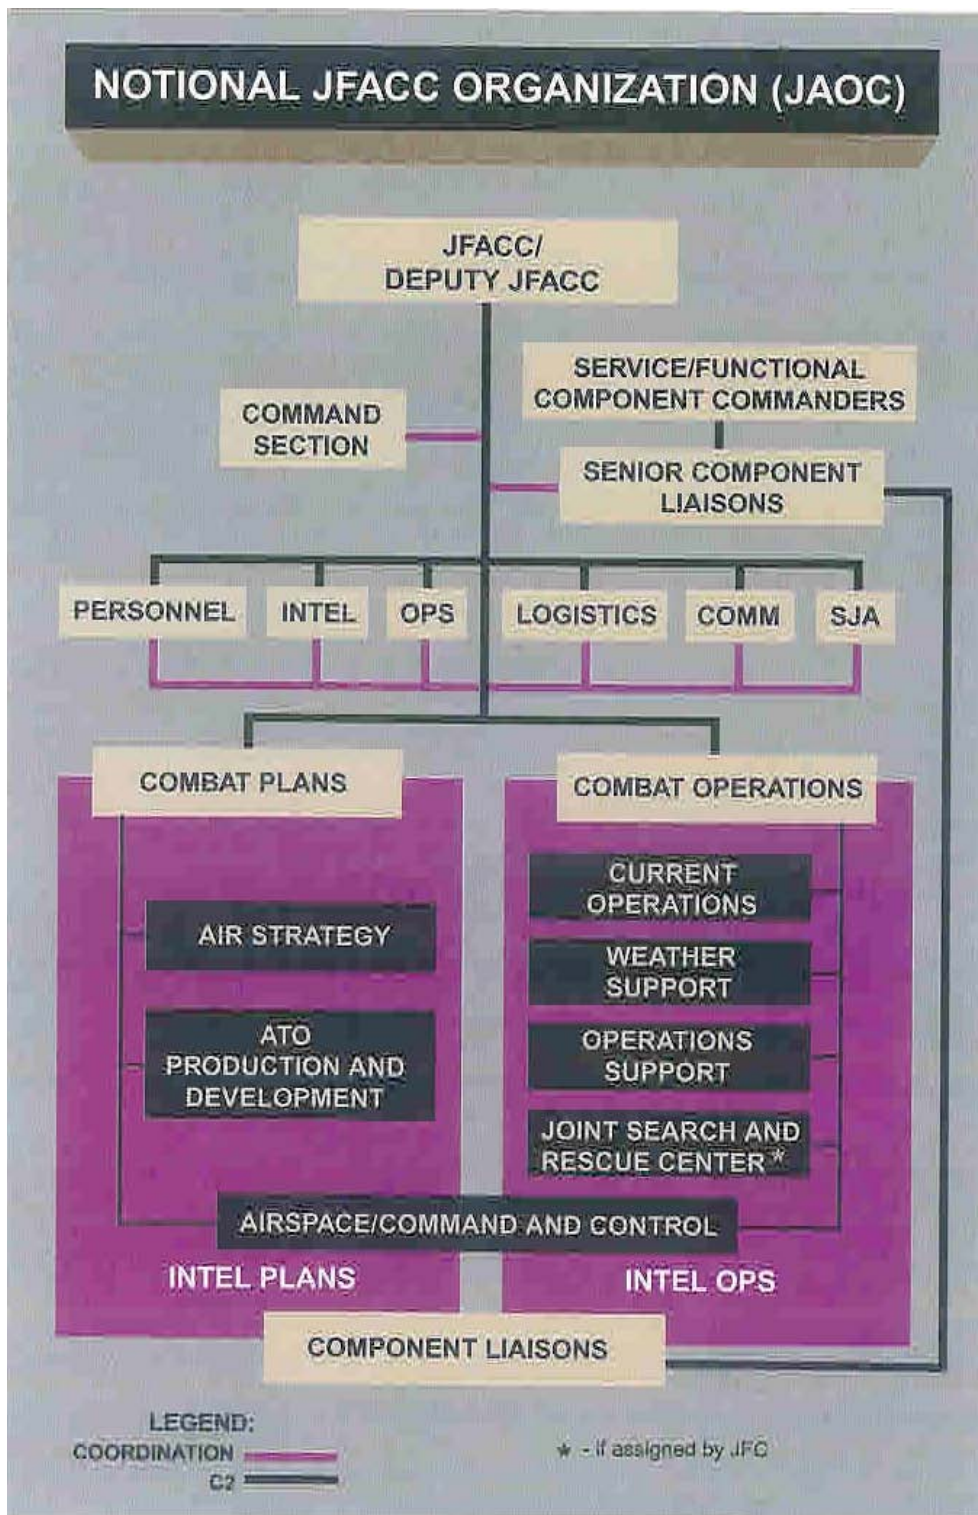 NOTIONAL JFACC ORGANIZATION (JAOC)
JFACC/
DEPUTY JFACC
SERVICE/FUNCTIONAL
COMPONENT COMMANDERS
COMMAND
SECTION
SENIOR COMPONENT
LIAISONS
PERSONNEL
INTEL
OPS
LOGISTICS
COMM
SJA
COMBAT PLANS
COMBAT OPERATIONS
AIR STRATEGY
ATO
PRODUCTION AND
DEVELOPMENT
CURRENT
OPERATIONS
WEATHER
SUPPORT
OPERATIONS
SUPPORT
JOINT SEARCH AND
RESCUE CENTER*
AIRSPACE/COMMAND AND CONTROL
INTEL PLANS
INTEL OPS
COMPONENT LIAISONS
LEGEND:
COORDINATION
C2
* - if assigned by JFC